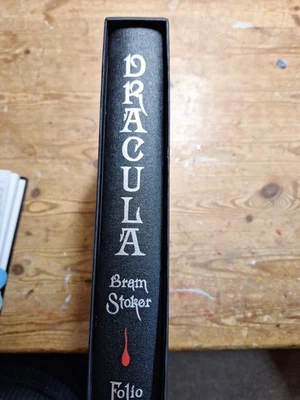 DRACULA
Bram
Stoker
Folio